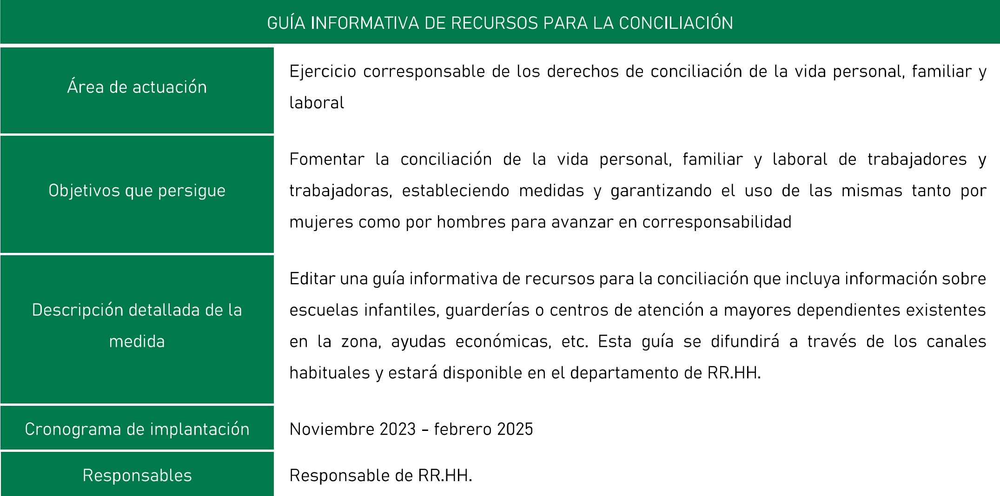 GUÍA INFORMATIVA DE RECURSOS PARA LA CONCILIACIÓN
Área de actuación
Ejercicio corresponsable de los derechos de conciliación de la vida personal, familiar y
laboral
Objetivos que persigue
Fomentar la conciliación de la vida personal, familiar y laboral de trabajadores y
trabajadoras, estableciendo medidas y garantizando el uso de las mismas tanto por
mujeres como por hombres para avanzar en corresponsabilidad
Descripción detallada de la
medida
Editar una guía informativa de recursos para la conciliación que incluya información sobre
escuelas infantiles, guarderías o centros de atención a mayores dependientes existentes
en la zona, ayudas económicas, etc. Esta guía se difundirá a través de los canales
habituales y estará disponible en el departamento de RR.HH.
Cronograma de implantación
Noviembre 2023 – febrero 2025
Responsables
Responsable de RR.HH.